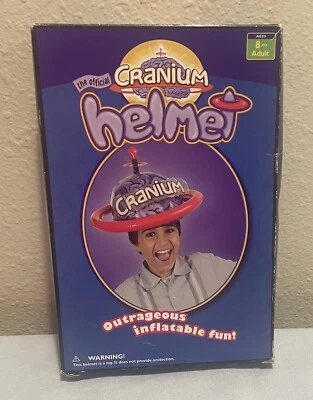 AGES
8 to
Adult
the official
CRANIUM
helmet
CRANIUM
outrageous
inflatable fun!
WARNING!
This helmet is a toy. It does not provide protection.